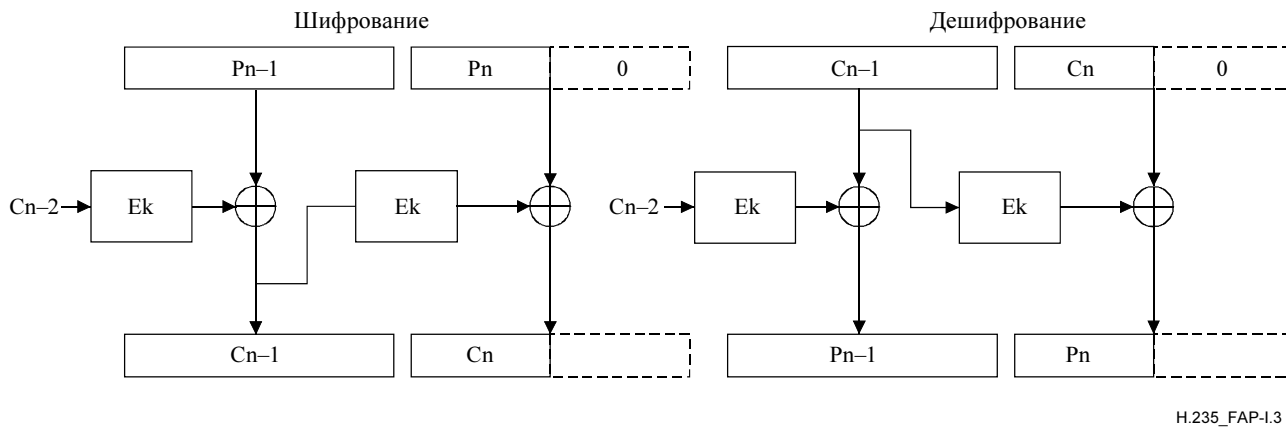 Шифрование
Дешифрование
Pn–1
Pn
0
Cn–1
Cn
0
Cn–2
Ek
Ek
Cn–2
Ek
Ek
Cn–1
Cn
Pn–1
Pn
H.235_FAP-I.3